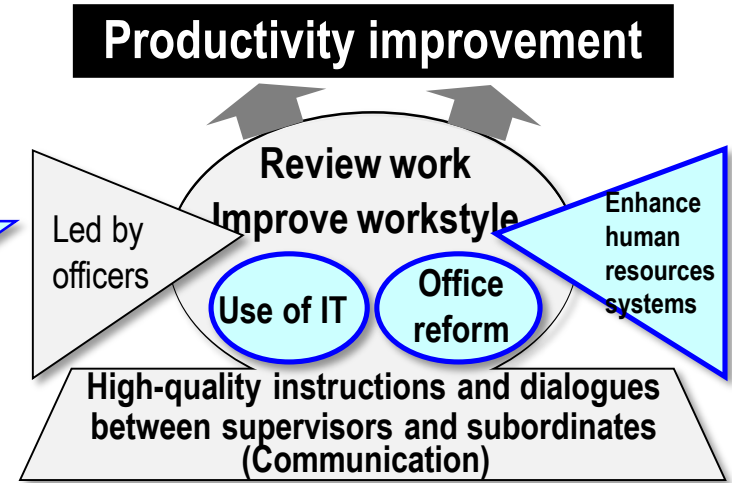 Productivity improvement
Review work
Improve workstyle
Led by
officers
Enhance
human
resources
systems
Use of IT
Office
reform
High-quality instructions and dialogues
between supervisors and subordinates
(Communication)